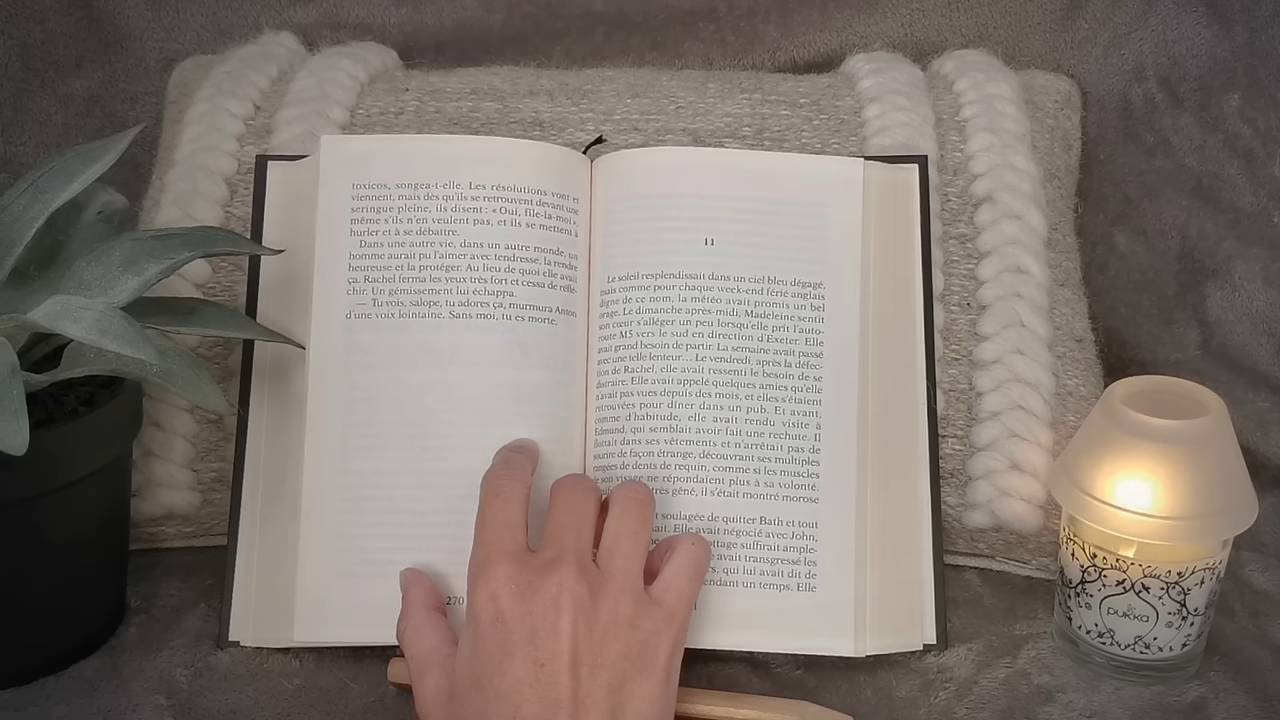 toxicos, songea-t-elle. Les résolutions vont et
viennent, mais dès qu'ils se retrouvent devant une
seringue pleine, ils disent : « Oui, file-la-moi »,
même s'ils n'en veulent pas, et ils se mettent à
hurler et à se débattre.
Dans une autre vie, dans un autre monde, un
homme aurait pu l'aimer avec tendresse, la rendre
heureuse et la protéger. Au lieu de quoi elle avait
ça. Rachel ferma les yeux très fort et cessa de réflé-
chir. Un gémissement lui échappa.
— Tu vois, salope, tu adores ça, murmura Anton
d'une voix lointaine. Sans moi, tu es morte.
270
11
Le soleil resplendissait dans un ciel bleu dégagé,
mais comme pour chaque week-end férié anglais
digne de ce nom, la météo avait promis un bel
orage. Le dimanche après-midi, Madeleine sentit
son cœur s'alléger un peu lorsqu'elle prit l'auto-
route M5 vers le sud en direction d'Exeter. Elle
avait grand besoin de partir. La semaine avait passé
avec une telle lenteur... Le vendredi, après la défec-
tion de Rachel, elle avait ressenti le besoin de se
distraire. Elle avait appelé quelques amies qu'elle
n'avait pas vues depuis des mois, et elles s'étaient
retrouvées pour dîner dans un pub. Et avant,
comme d'habitude, elle avait rendu visite à
Edmund, qui semblait avoir fait une rechute. Il
flottait dans ses vêtements et n'arrêtait pas de
sourire de façon étrange, découvrant ses multiples
rangées de dents de requin, comme si les muscles
de son visage ne répondaient plus à sa volonté.
très gêné, il s'était montré morose
soulagée de quitter Bath et tout
Elle avait négocié avec John,
suffirait ample-
avait transgressé les
qui lui avait dit de
un temps. Elle
pukka